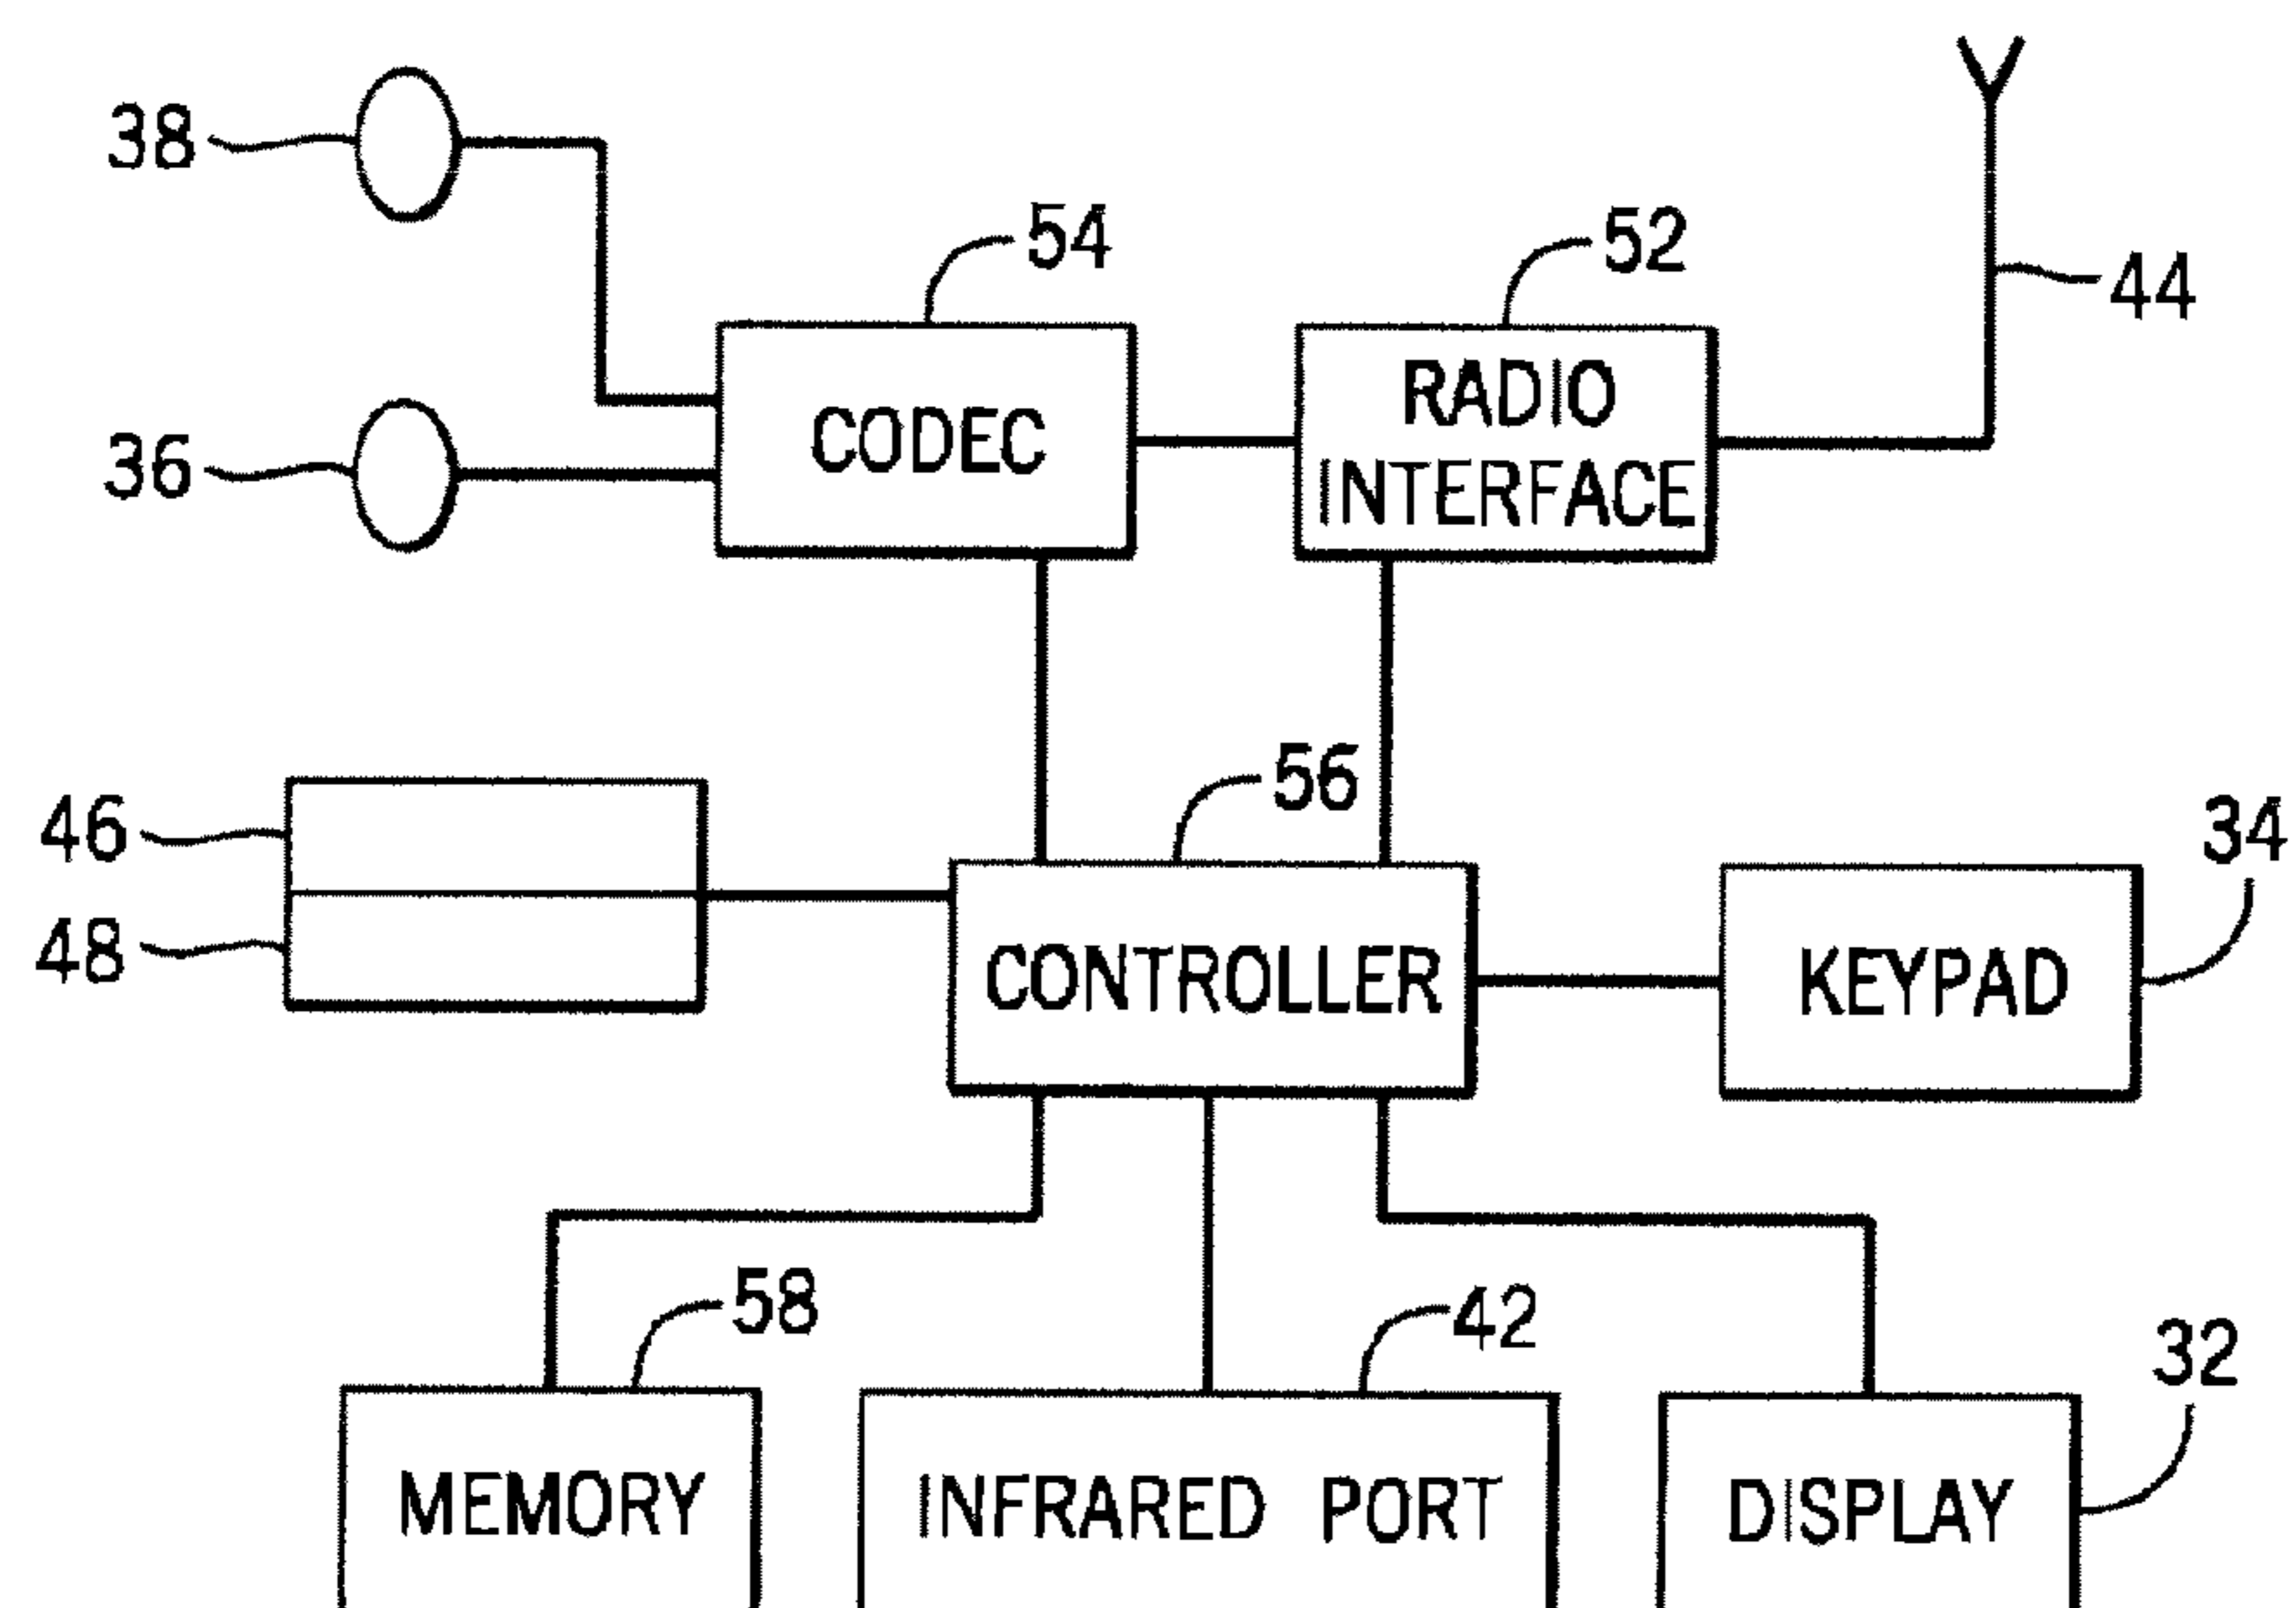 38
54
52
44
CODEC
RADIO
INTERFACE
36
56
46
34
48
CONTROLLER
KEYPAD
58
42
32
MEMORY
INFRARED PORT
DISPLAY